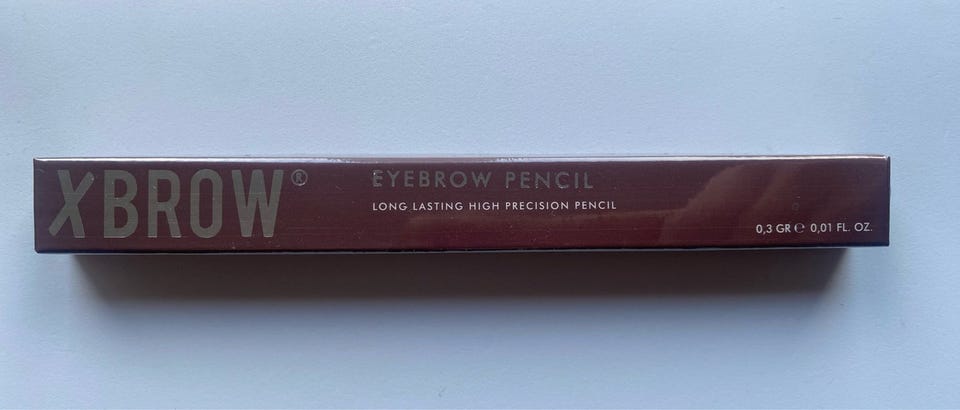 XBROW®
EYEBROW PENCIL
LONG LASTING HIGH PRECISION PENCIL
0,3 GR ℮ 0,01 FL. OZ.